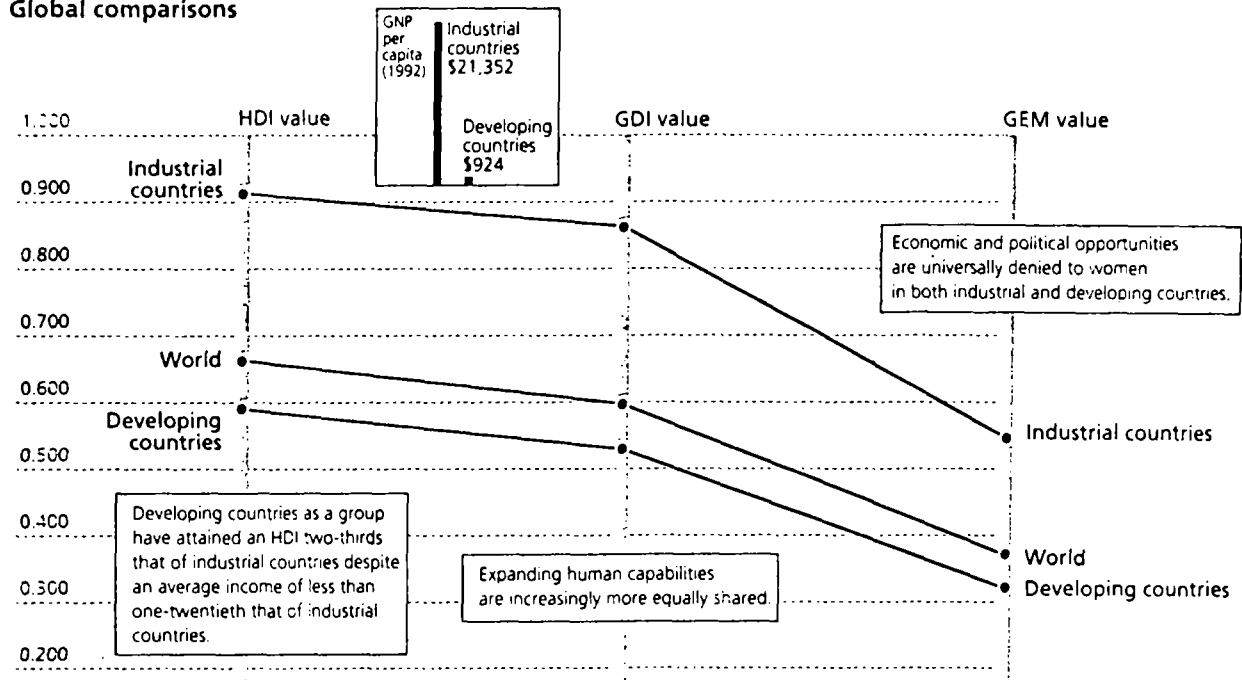 Global comparisons
GNP
per
capita
(1992)
Industrial
countries
$21,352
Developing
countries
$924
HDI value
GDI value
GEM value
1.000
0.900
0.800
0.700
0.600
0.500
0.400
0.300
0.200
Industrial
countries
World
Developing
countries
Economic and political opportunities
are universally denied to women
in both industrial and developing countries.
Developing countries as a group
have attained an HDI two-thirds
that of industrial countries despite
an average income of less than
one-twentieth that of industrial
countries.
Expanding human capabilities
are increasingly more equally shared.
Industrial countries
World
Developing countries